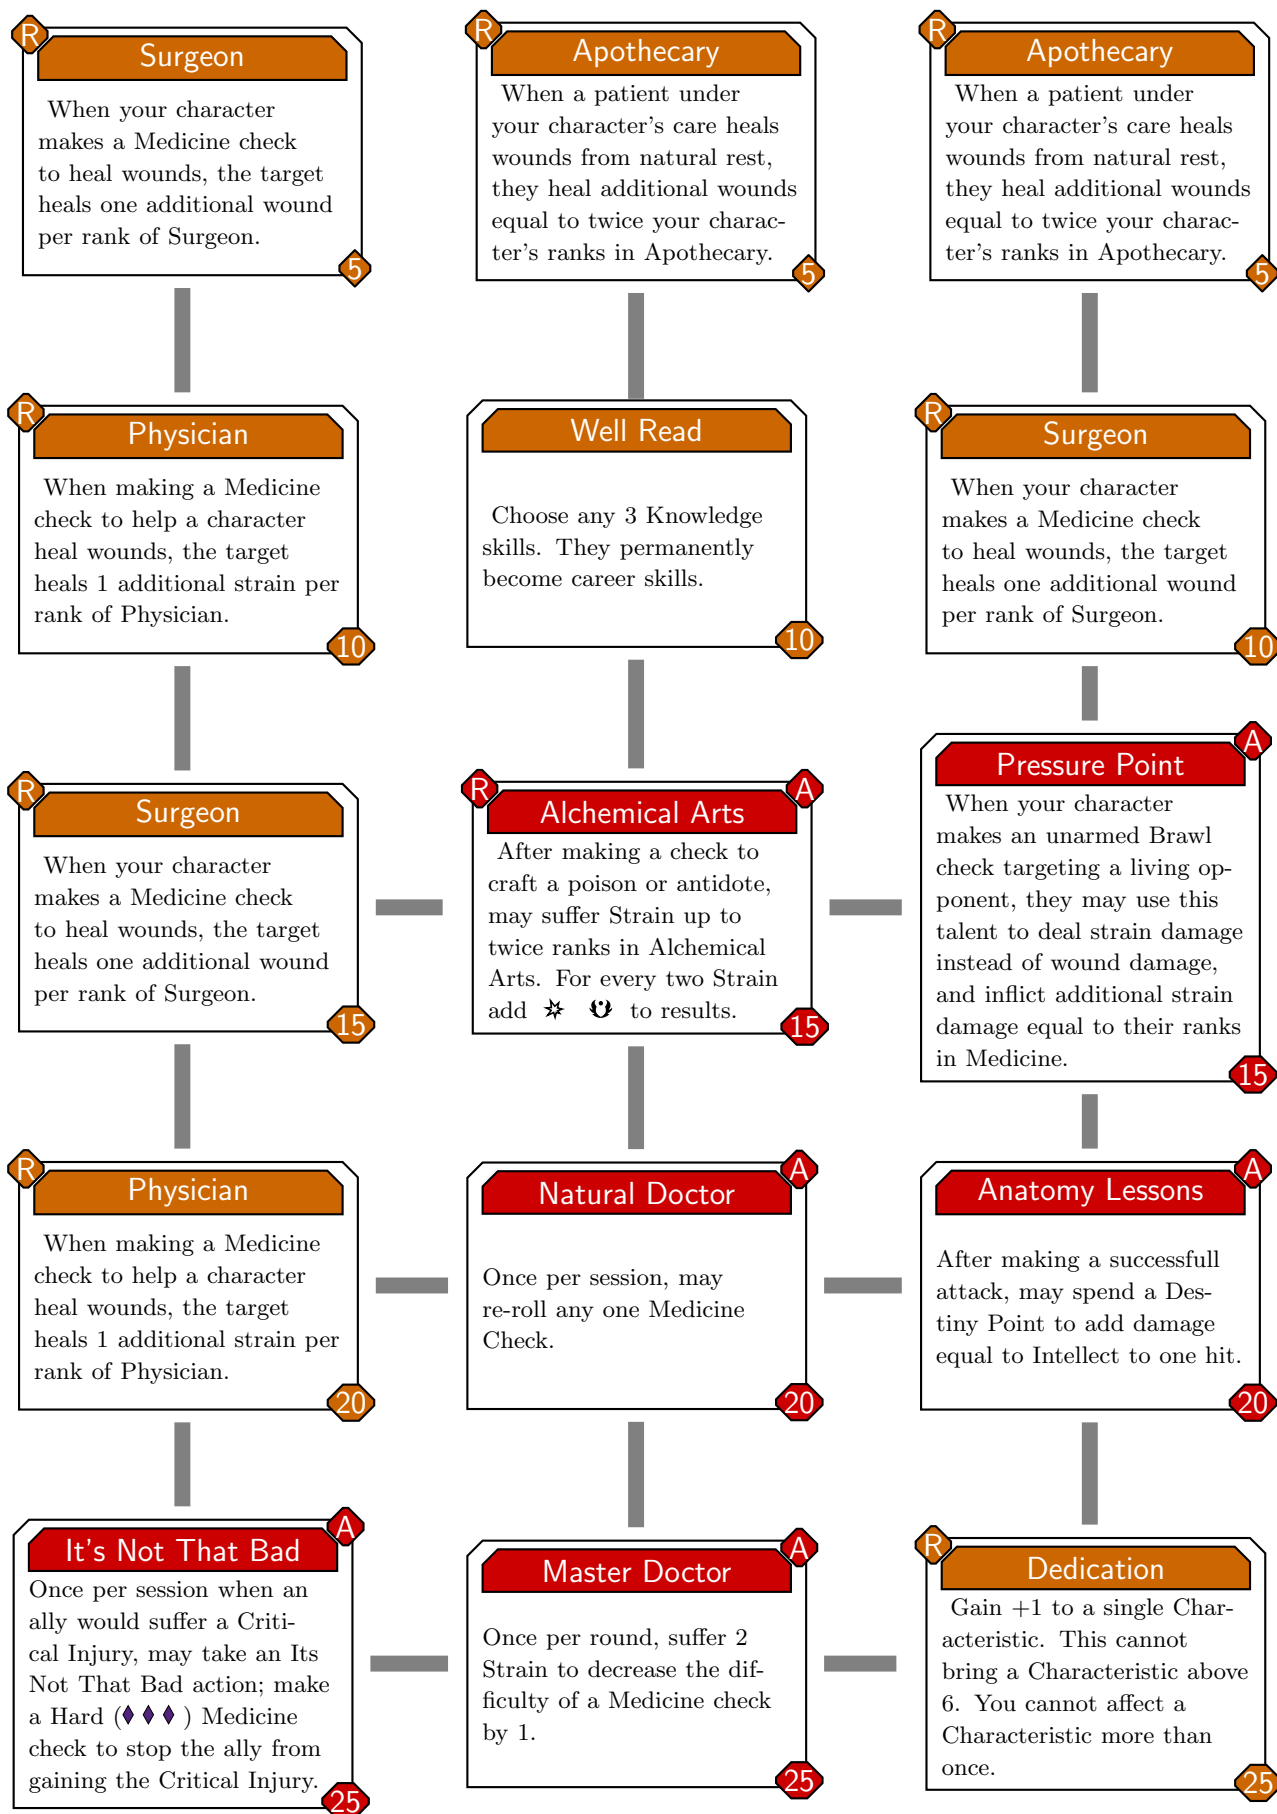 R
Surgeon
When your character
makes a Medicine check
to heal wounds, the target
heals one additional wound
per rank of Surgeon.
5
R
Apothecary
When a patient under
your character's care heals
wounds from natural rest,
they heal additional wounds
equal to twice your charac-
ter's ranks in Apothecary.
5
R
Apothecary
When a patient under
your character's care heals
wounds from natural rest,
they heal additional wounds
equal to twice your charac-
ter's ranks in Apothecary.
5
R
Physician
When making a Medicine
check to help a character
heal wounds, the target
heals 1 additional strain per
rank of Physician.
10
Well Read
Choose any 3 Knowledge
skills. They permanently
become career skills.
10
R
Surgeon
When your character
makes a Medicine check
to heal wounds, the target
heals one additional wound
per rank of Surgeon.
10
R
Surgeon
When your character
makes a Medicine check
to heal wounds, the target
heals one additional wound
per rank of Surgeon.
15
R
A
Alchemical Arts
After making a check to
craft a poison or antidote,
may suffer Strain up to
twice ranks in Alchemical
Arts. For every two Strain
add to results.
15
A
Pressure Point
When your character
makes an unarmed Brawl
check targeting a living op-
ponent, they may use this
talent to deal strain damage
instead of wound damage,
and inflict additional strain
damage equal to their ranks
in Medicine.
15
R
Physician
When making a Medicine
check to help a character
heal wounds, the target
heals 1 additional strain per
rank of Physician.
20
A
Natural Doctor
Once per session, may
re-roll any one Medicine
Check.
20
A
Anatomy Lessons
After making a successfull
attack, may spend a Des-
tiny Point to add damage
equal to Intellect to one hit.
20
A
It's Not That Bad
Once per session when an
ally would suffer a Criti-
cal Injury, may take an Its
Not That Bad action; make
a Hard (♦ ♦ ♦ ) Medicine
check to stop the ally from
gaining the Critical Injury.
25
A
Master Doctor
Once per round, suffer 2
Strain to decrease the dif-
ficulty of a Medicine check
by 1.
25
R
Dedication
Gain +1 to a single Char-
acteristic. This cannot
bring a Characteristic above
6. You cannot affect a
Characteristic more than
once.
25